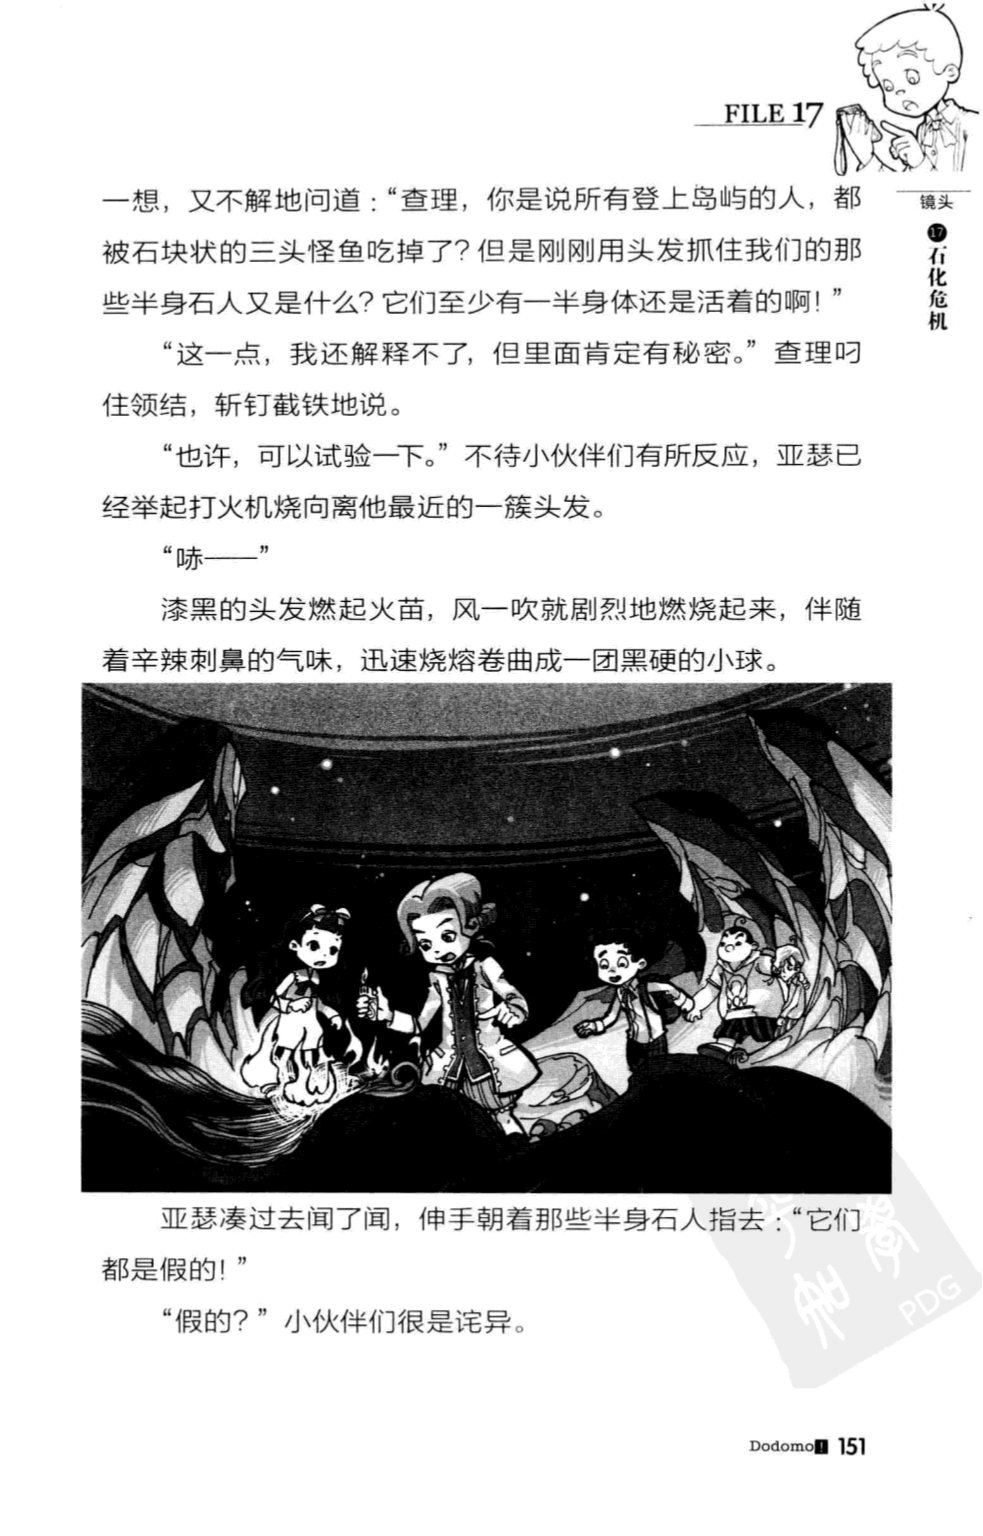 FILE 17
镜头
17
石化危机
一想，又不解地问道：“查理，你是说所有登上岛屿的人，都
被石块状的三头怪鱼吃掉了？但是刚刚用头发抓住我们的那
些半身石人又是什么？它们至少有一半身体还是活着的啊！”
“这一点，我还解释不了，但里面肯定有秘密。”查理叼
住领结，斩钉截铁地说。
“也许，可以试验一下。”不待小伙伴们有所反应，亚瑟已
经举起打火机烧向离他最近的一簇头发。
“哧——”
漆黑的头发燃起火苗，风一吹就剧烈地燃烧起来，伴随
着辛辣刺鼻的气味，迅速烧熔卷曲成一团黑硬的小球。
亚瑟凑过去闻了闻，伸手朝着那些半身石人指去：“它们
都是假的！”
“假的？”小伙伴们很是诧异。
PDG
Dodomo! 151